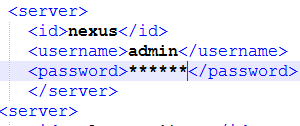 <server>
<id>nexus</id>
<username>admin</username>
<password>******</password>
</server>
<server>